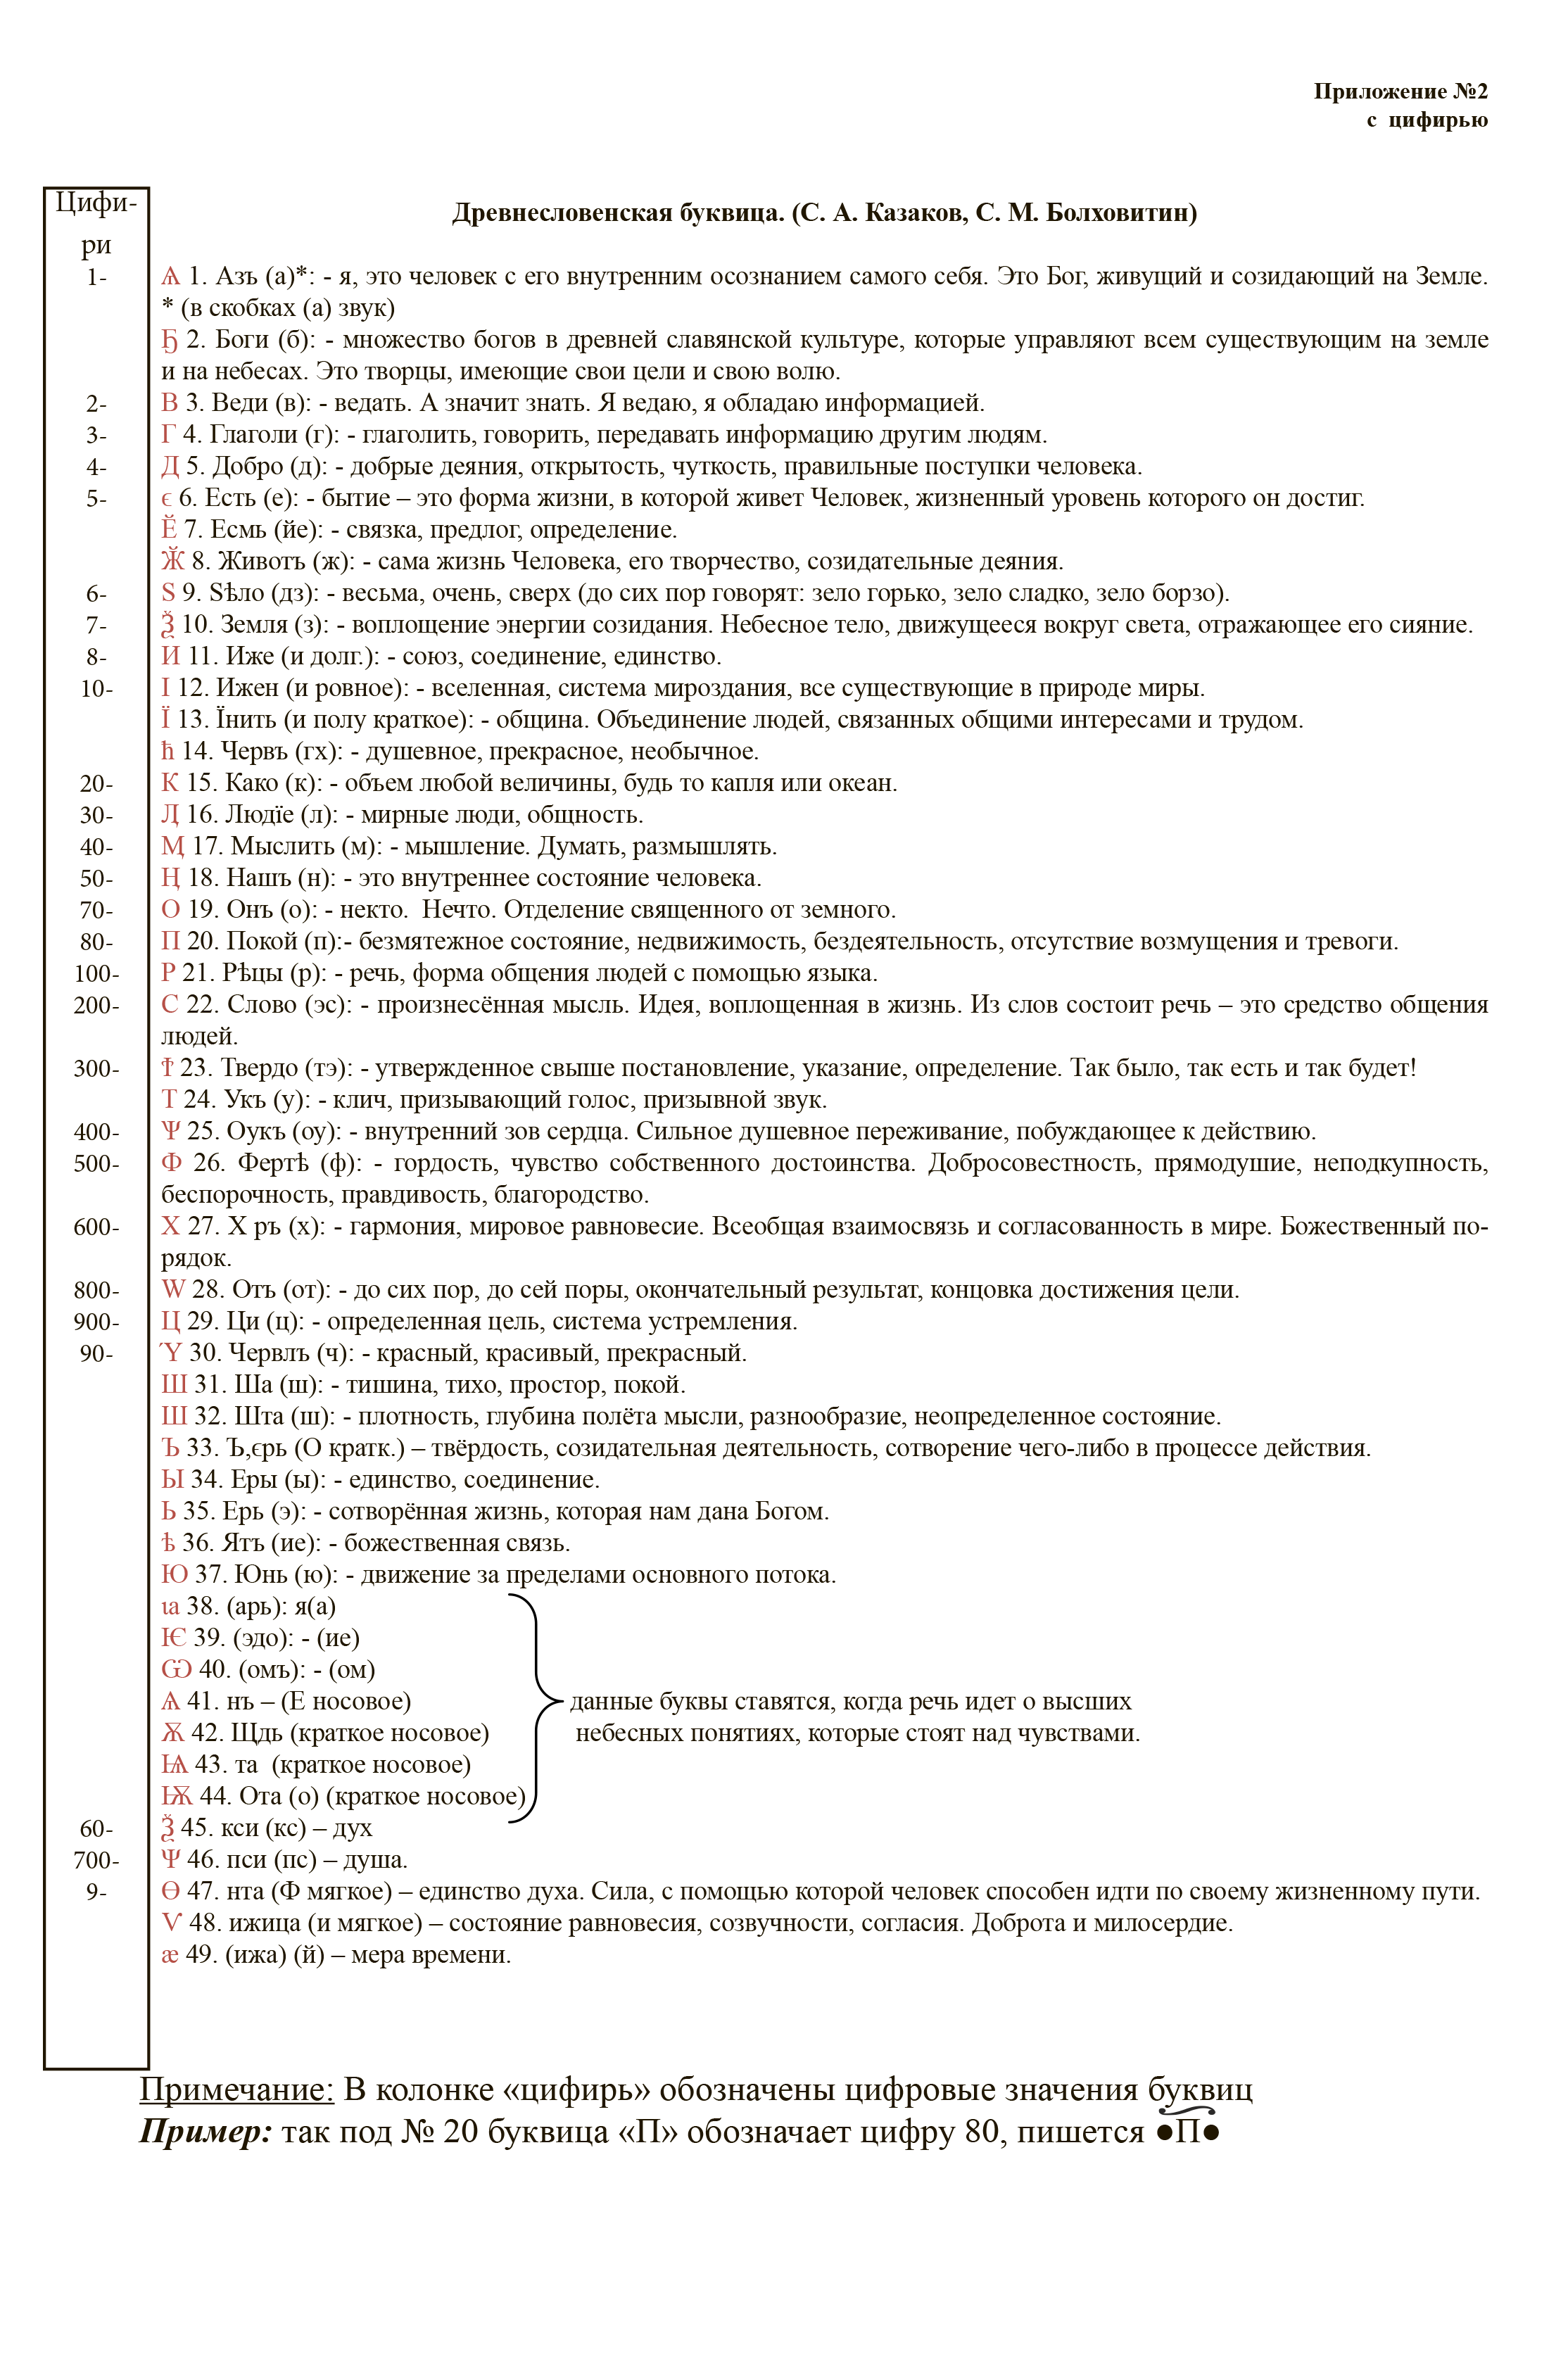 Приложение №2
с цифирью
Цифи-
ри
Древнесловенская буквица. (С. А. Казаков, С. М. Болховитин)
1- Ѧ 1. Азъ (а)*: - я, это человек с его внутренним осознанием самого себя. Это Бог, живущий и созидающий на Земле.
* (в скобках (а) звук)
Ҕ 2. Боги (б): - множество богов в древней славянской культуре, которые управляют всем существующим на земле
и на небесах. Это творцы, имеющие свои цели и свою волю.
2- В 3. Веди (в): - ведать. А значит знать. Я ведаю, я обладаю информацией.
3- Г 4. Глаголи (г): - глаголить, говорить, передавать информацию другим людям.
4- Д 5. Добро (д): - добрые деяния, открытость, чуткость, правильные поступки человека.
5- є 6. Есть (е): - бытие – это форма жизни, в которой живет Человек, жизненный уровень которого он достиг.
Ӗ 7. Есмь (йе): - связка, предлог, определение.
Ӂ 8. Животъ (ж): - сама жизнь Человека, его творчество, созидательные деяния.
6- Ѕ 9. Ѕѣло (дз): - весьма, очень, сверх (до сих пор говорят: зело горько, зело сладко, зело борзо).
7- Ѯ 10. Земля (з): - воплощение энергии созидания. Небесное тело, движущееся вокруг света, отражающее его сияние.
8- И 11. Иже (и долг.): - союз, соединение, единство.
10- І 12. Ижен (и ровное): - вселенная, система мироздания, все существующие в природе миры.
Ї 13. Їнить (и полу краткое): - община. Объединение людей, связанных общими интересами и трудом.
ћ 14. Червъ (гх): - душевное, прекрасное, необычное.
20- К 15. Како (к): - объем любой величины, будь то капля или океан.
30- Л 16. Людїе (л): - мирные люди, общность.
40- Ӎ 17. Мыслить (м): - мышление. Думать, размышлять.
50- Ң 18. Нашъ (н): - это внутреннее состояние человека.
70- О 19. Онъ (о): - некто. Нечто. Отделение священного от земного.
80- П 20. Покой (п):- безмятежное состояние, недвижимость, бездеятельность, отсутствие возмущения и тревоги.
100- Р 21. Рѣцы (р): - речь, форма общения людей с помощью языка.
200- С 22. Слово (эс): - произнесённая мысль. Идея, воплощенная в жизнь. Из слов состоит речь – это средство общения
людей.
300- Ϯ 23. Твердо (тэ): - утвержденное свыше постановление, указание, определение. Так было, так есть и так будет!
Т 24. Укъ (у): - клич, призывающий голос, призывной звук.
400- Ѱ 25. Оукъ (оу): - внутренний зов сердца. Сильное душевное переживание, побуждающее к действию.
500- Ф 26. Фертѣ (ф): - гордость, чувство собственного достоинства. Добросовестность, прямодушие, неподкупность,
беспорочность, правдивость, благородство.
600- Х 27. Х ръ (х): - гармония, мировое равновесие. Всеобщая взаимосвязь и согласованность в мире. Божественный по-
рядок.
800- Ѡ 28. Отъ (от): - до сих пор, до сей поры, окончательный результат, концовка достижения цели.
900- Ц 29. Ци (ц): - определенная цель, система устремления.
90- Ύ 30. Червлъ (ч): - красный, красивый, прекрасный.
Ш 31. Ша (ш): - тишина, тихо, простор, покой.
Ш 32. Шта (ш): - плотность, глубина полёта мысли, разнообразие, неопределенное состояние.
Ъ 33. Ъ,єрь (О кратк.) – твёрдость, созидательная деятельность, сотворение чего-либо в процессе действия.
Ы 34. Еры (ы): - единство, соединение.
Ь 35. Ерь (э): - сотворённая жизнь, которая нам дана Богом.
ѣ 36. Ятъ (ие): - божественная связь.
Ю 37. Юнь (ю): - движение за пределами основного потока.
ꙗ 38. (арь): я(а)
Ѥ 39. (эдо): - (ие)
Ѽ 40. (омъ): - (ом)
Ѧ 41. нъ – (Е носовое)
Ѫ 42. Щдь (краткое носовое)
Ѩ 43. та (краткое носовое)
Ѭ 44. Ота (о) (краткое носовое)
данные буквы ставятся, когда речь идет о высших
небесных понятиях, которые стоят над чувствами.
60- Ѯ 45. кси (кс) – дух
700- Ѱ 46. пси (пс) – душа.
9- Ѳ 47. нта (Ф мягкое) – единство духа. Сила, с помощью которой человек способен идти по своему жизненному пути.
Ѵ 48. ижица (и мягкое) – состояние равновесия, созвучности, согласия. Доброта и милосердие.
æ 49. (ижа) (й) – мера времени.
Примечание: В колонке «цифирь» обозначены цифровые значения буквиц
Пример: так под № 20 буквица «П» обозначает цифру 80, пишется ●П●